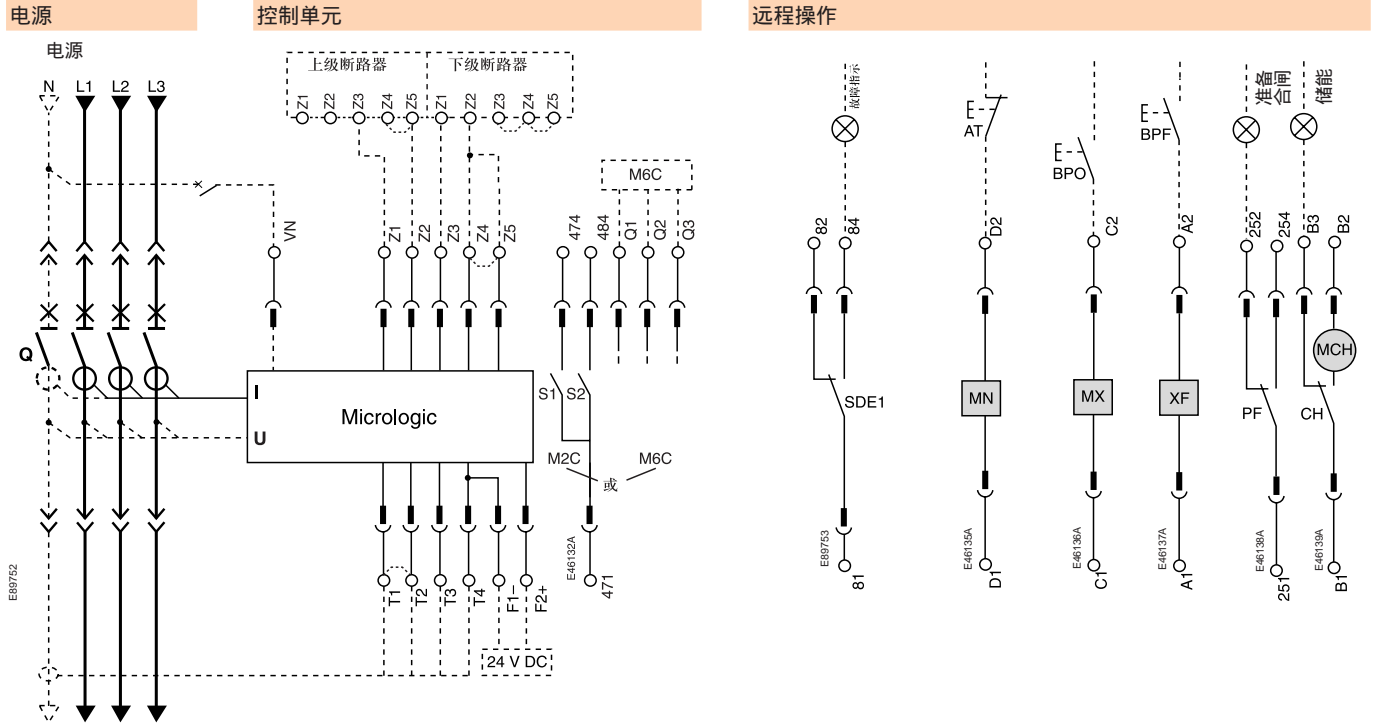 电源
控制单元
远程操作
电源
N L1 L2 L3
上级断路器 下级断路器
Z1 Z2 Z3 Z4 Z5 Z1 Z2 Z3 Z4 Z5
故障指示
准备
合闸
储能
AT
BPO
BPF
M6C
VN
Z1 Z2 Z3 Z4 Z5
474 484 Q1 Q2 Q3
82 84
D2
C2
A2
252 254 B3 B2
Q
I
U
Micrologic
S1 S2
M2C
或
M6C
SDE1
MN
MX
XF
PF
CH
MCH
T1 T2 T3 T4 F1– F2+
24 V DC
E46132A
471
E89753
81
E46135A
D1
E46136A
C1
E46137A
A1
E46138A
251
E46139A
B1
E89752